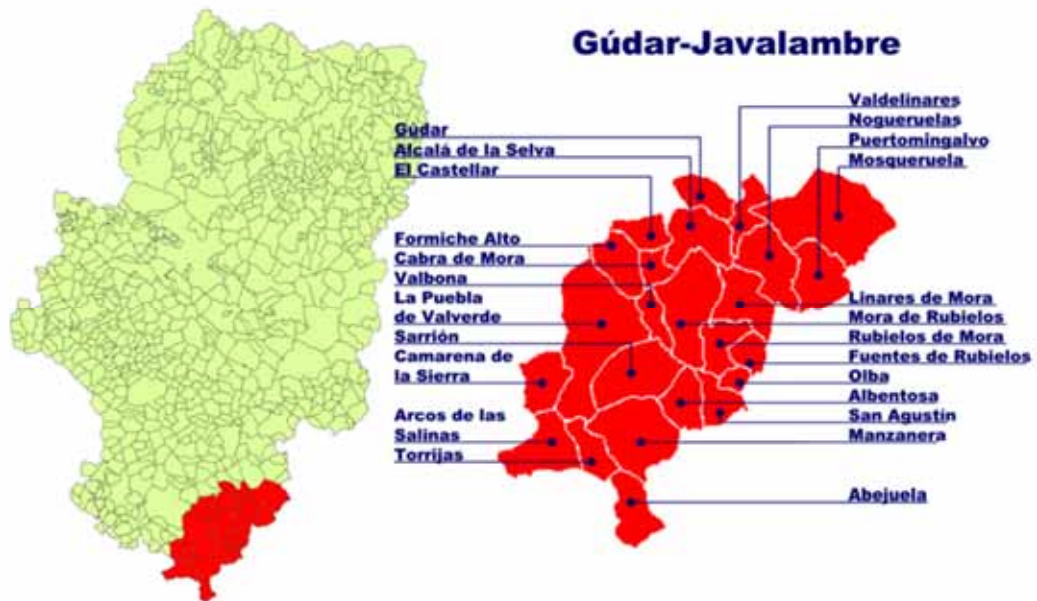 Gúdar-Javalambre
Gúdar
Alcalá de la Selva
El Castellar
Formiche Alto
Cabra de Mora
Valbona
La Puebla
de Valverde
Sarrión
Camarena de
la Sierra
Arcos de las
Salinas
Torrijas
Valdelinares
Nogueruelas
Puertomingalvo
Mosqueruela
Linares de Mora
Mora de Rubielos
Rubielos de Mora
Fuentes de Rubielos
Olba
Albentosa
San Agustín
Manzanera
Abejuela